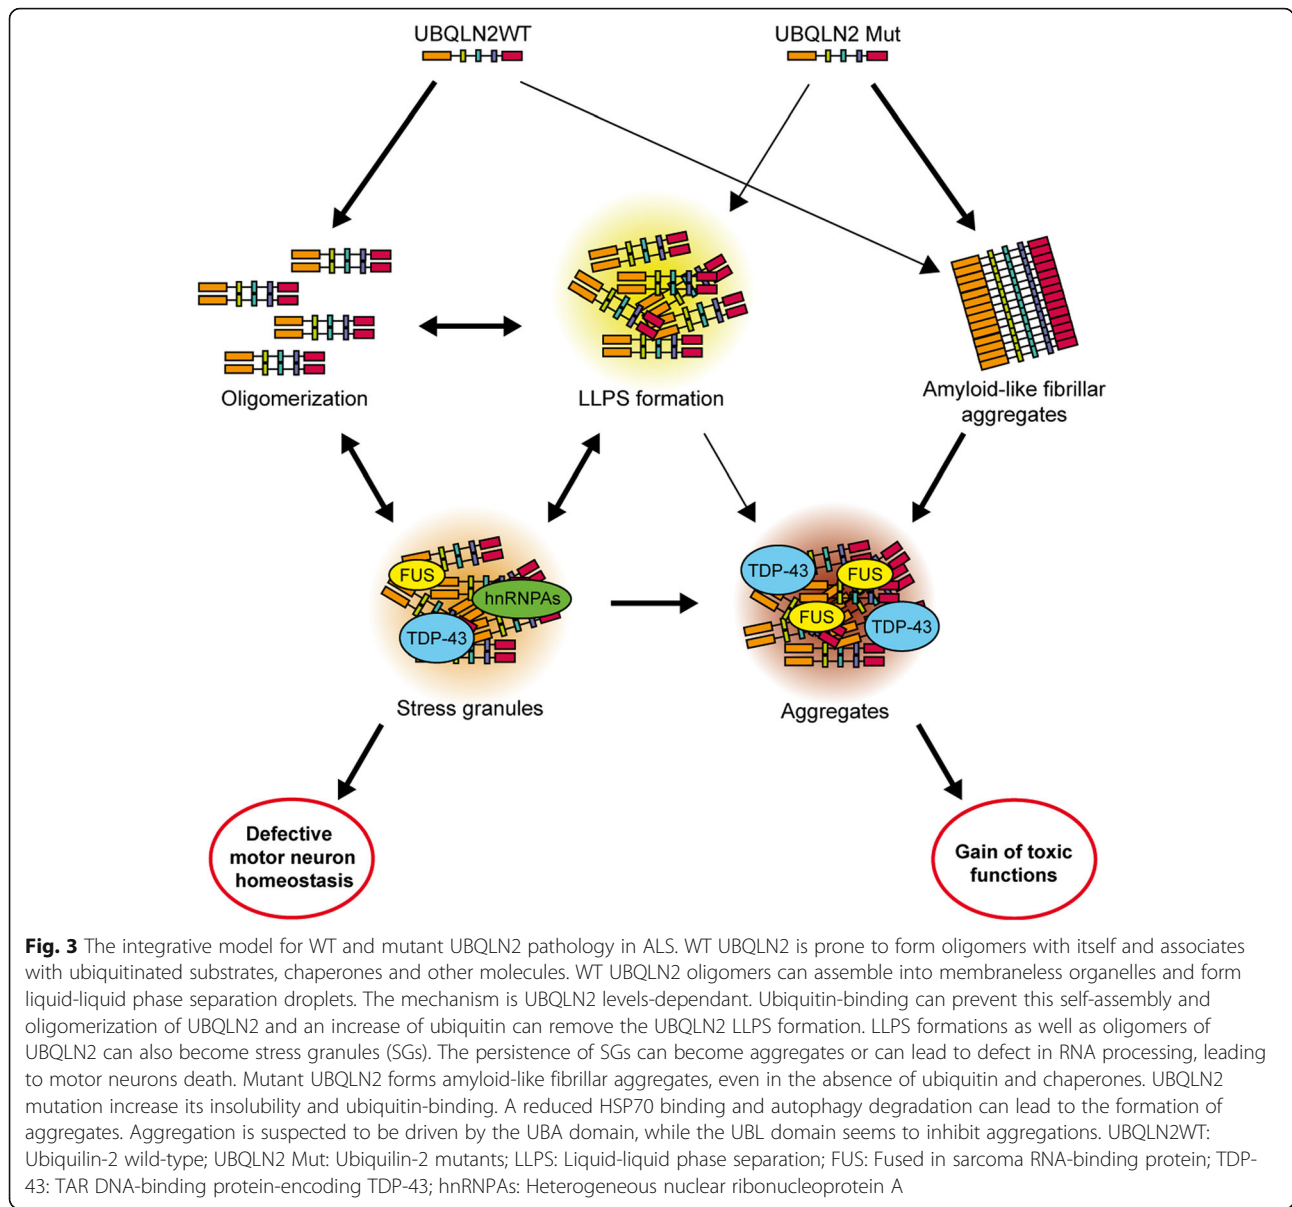 UBQLN2WT
UBQLN2 Mut
Oligomerization
LLPS formation
Amyloid-like fibrillar
aggregates
FUS
hnRNPAs
TDP-43
TDP-43
FUS
FUS
TDP-43
Stress granules
Aggregates
Defective
motor neuron
homeostasis
Gain of toxic
functions
Fig. 3 The integrative model for WT and mutant UBQLN2 pathology in ALS. WT UBQLN2 is prone to form oligomers with itself and associates
with ubiquitinated substrates, chaperones and other molecules. WT UBQLN2 oligomers can assemble into membraneless organelles and form
liquid-liquid phase separation droplets. The mechanism is UBQLN2 levels-dependant. Ubiquitin-binding can prevent this self-assembly and
oligomerization of UBQLN2 and an increase of ubiquitin can remove the UBQLN2 LLPS formation. LLPS formations as well as oligomers of
UBQLN2 can also become stress granules (SGs). The persistence of SGs can become aggregates or can lead to defect in RNA processing, leading
to motor neurons death. Mutant UBQLN2 forms amyloid-like fibrillar aggregates, even in the absence of ubiquitin and chaperones. UBQLN2
mutation increase its insolubility and ubiquitin-binding. A reduced HSP70 binding and autophagy degradation can lead to the formation of
aggregates. Aggregation is suspected to be driven by the UBA domain, while the UBL domain seems to inhibit aggregations. UBQLN2WT:
Ubiquilin-2 wild-type; UBQLN2 Mut: Ubiquilin-2 mutants; LLPS: Liquid-liquid phase separation; FUS: Fused in sarcoma RNA-binding protein; TDP-
43: TAR DNA-binding protein-encoding TDP-43; hnRNPAs: Heterogeneous nuclear ribonucleoprotein A